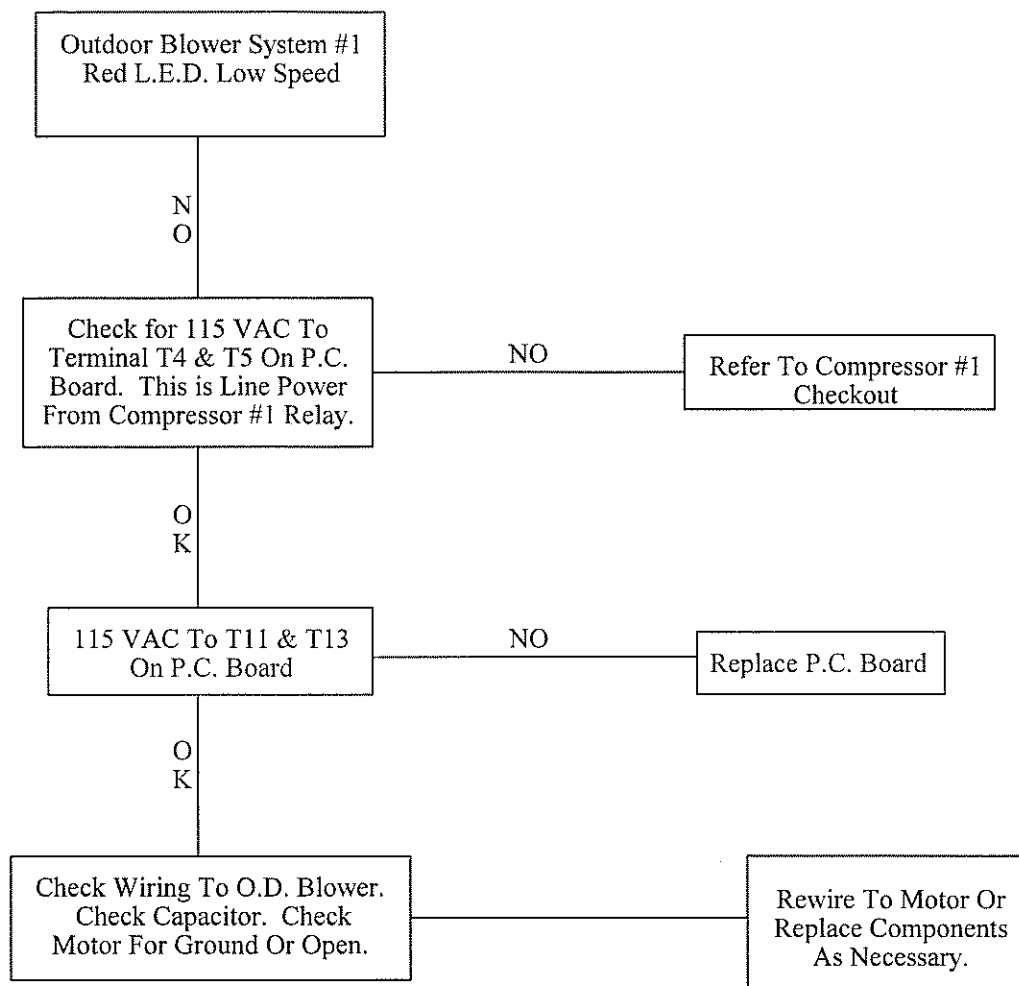 Outdoor Blower System #1
Red L.E.D. Low Speed
N
O
Check for 115 VAC To
Terminal T4 & T5 On P.C.
Board. This is Line Power
From Compressor #1 Relay.
NO
Refer To Compressor #1
Checkout
O
K
115 VAC To T11 & T13
On P.C. Board
NO
Replace P.C. Board
O
K
Check Wiring To O.D. Blower.
Check Capacitor. Check
Motor For Ground Or Open.
Rewire To Motor Or
Replace Components
As Necessary.